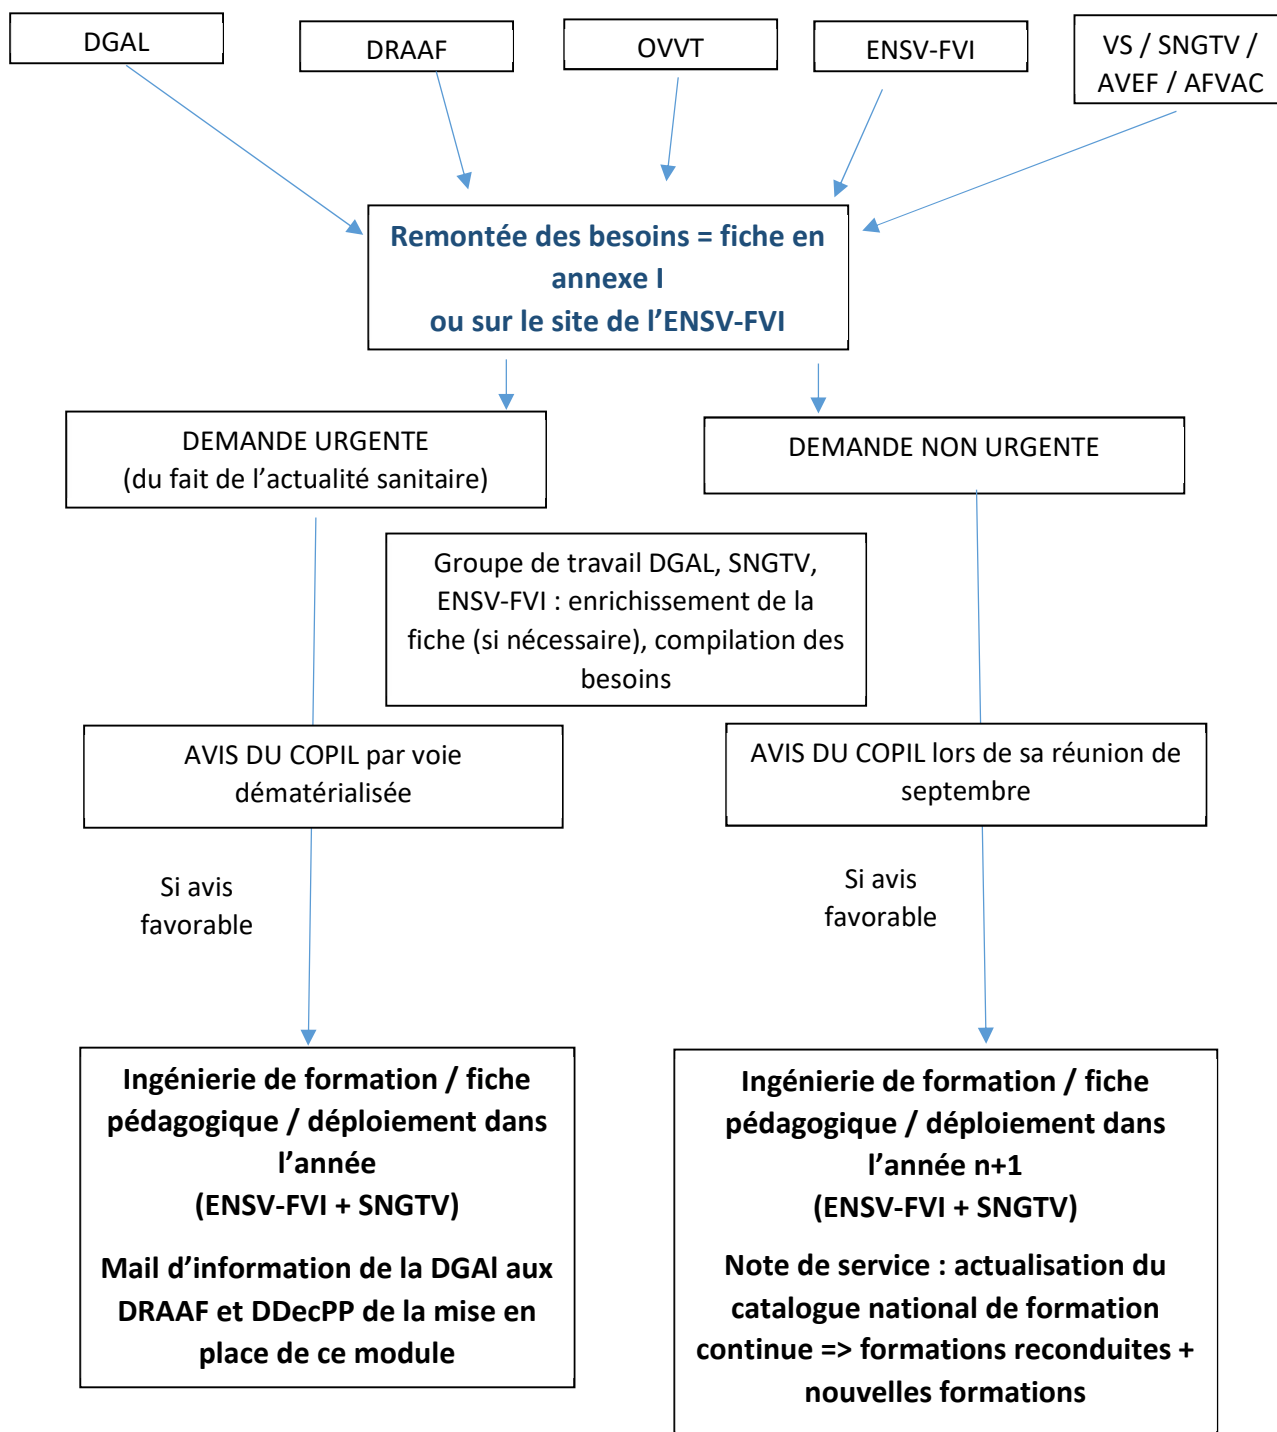 DGAL
DRAAF
OVVT
ENSV-FVI
VS / SNGTV /
AVEF / AFVAC
Remontée des besoins = fiche en
annexe I
ou sur le site de l’ENSV-FVI
DEMANDE URGENTE
(du fait de l’actualité sanitaire)
DEMANDE NON URGENTE
Groupe de travail DGAL, SNGTV,
ENSV-FVI : enrichissement de la
fiche (si nécessaire), compilation des
besoins
AVIS DU COPIL par voie
dématérialisée
AVIS DU COPIL lors de sa réunion de
septembre
Si avis
favorable
Si avis
favorable
Ingénierie de formation / fiche
pédagogique / déploiement dans
l’année
(ENSV-FVI + SNGTV)
Mail d’information de la DGAl aux
DRAAF et DDecPP de la mise en
place de ce module
Ingénierie de formation / fiche
pédagogique / déploiement dans
l’année n+1
(ENSV-FVI + SNGTV)
Note de service : actualisation du
catalogue national de formation
continue => formations reconduites +
nouvelles formations